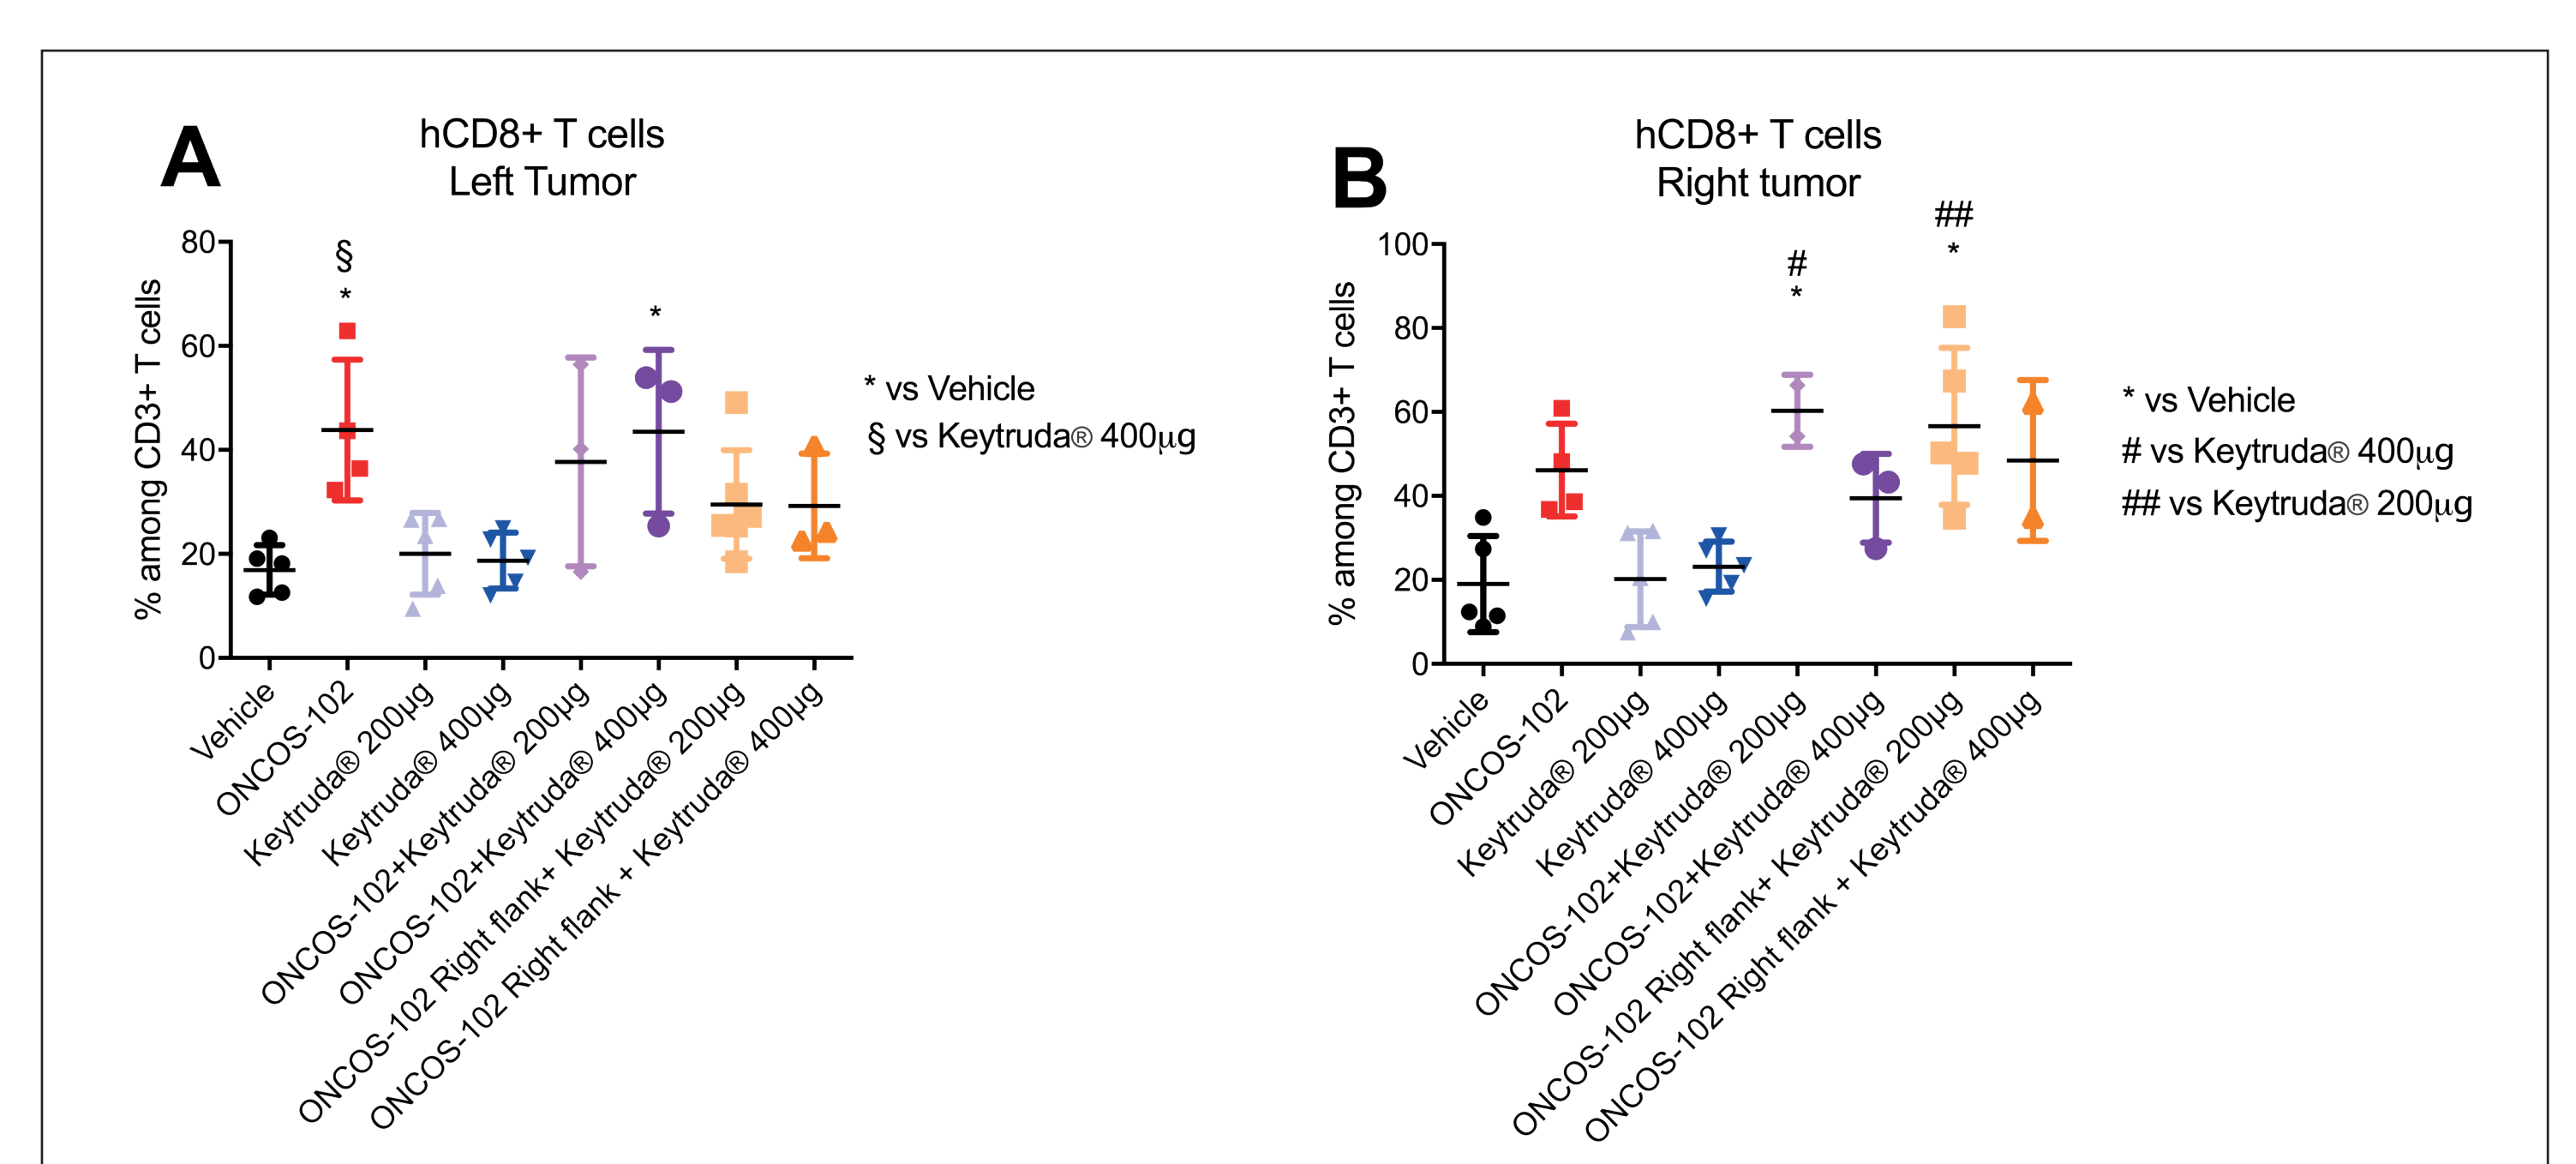 A
hCD8+ T cells
Left Tumor
% among CD3+ T cells
80
60
40
20
0
§
*
*
* vs Vehicle
§ vs Keytruda® 400µg
Vehicle
ONCOS-102
Keytruda® 200µg
Keytruda® 400µg
ONCOS-102+Keytruda® 200µg
ONCOS-102+Keytruda® 400µg
ONCOS-102 Right flank+ Keytruda® 200µg
ONCOS-102 Right flank + Keytruda® 400µg
B
hCD8+ T cells
Right tumor
% among CD3+ T cells
100
80
60
40
20
0
#
*
##
*
* vs Vehicle
# vs Keytruda® 400µg
## vs Keytruda® 200µg
Vehicle
ONCOS-102
Keytruda® 200µg
Keytruda® 400µg
ONCOS-102+Keytruda® 200µg
ONCOS-102+Keytruda® 400µg
ONCOS-102 Right flank+ Keytruda® 200µg
ONCOS-102 Right flank + Keytruda® 400µg